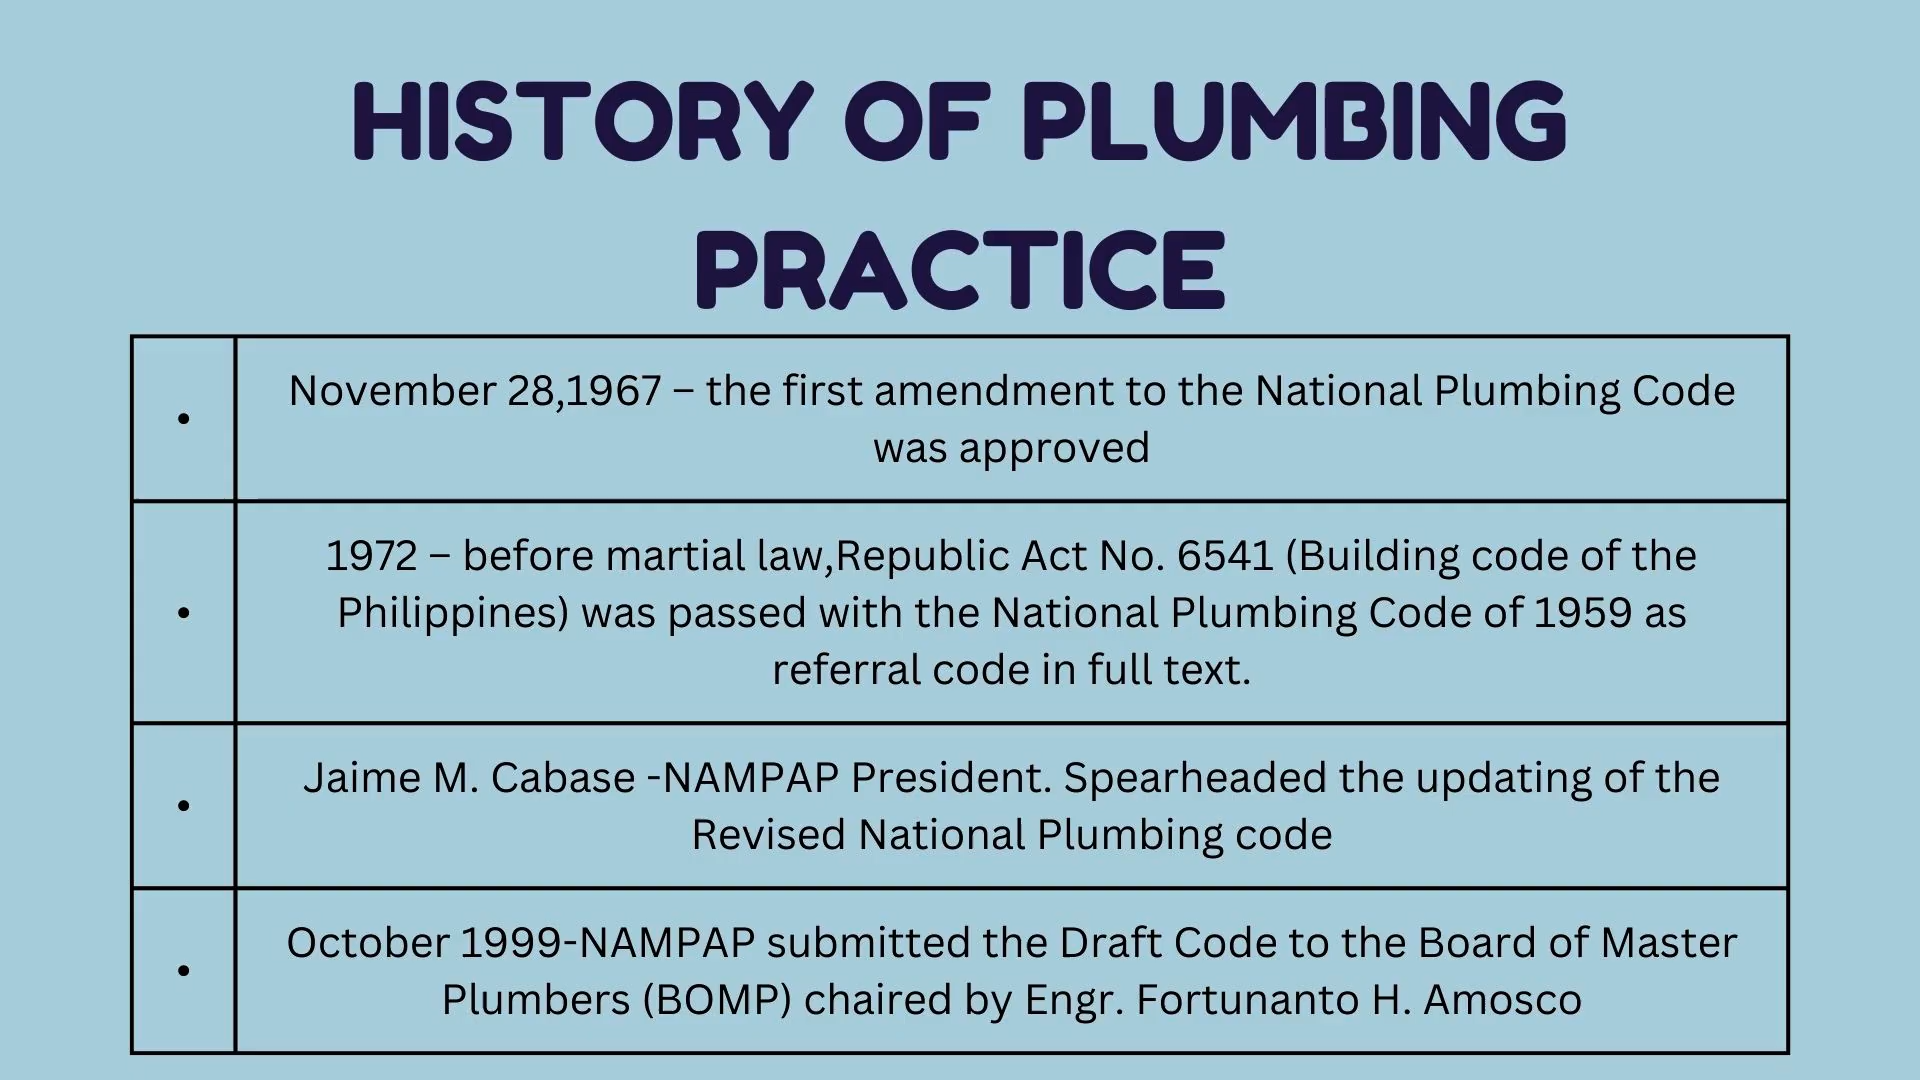 HISTORY OF PLUMBING
PRACTICE
• November 28,1967 – the first amendment to the National Plumbing Code
was approved
• 1972 – before martial law,Republic Act No. 6541 (Building code of the
Philippines) was passed with the National Plumbing Code of 1959 as
referral code in full text.
• Jaime M. Cabase -NAMPAP President. Spearheaded the updating of the
Revised National Plumbing code
• October 1999-NAMPAP submitted the Draft Code to the Board of Master
Plumbers (BOMP) chaired by Engr. Fortunanto H. Amosco